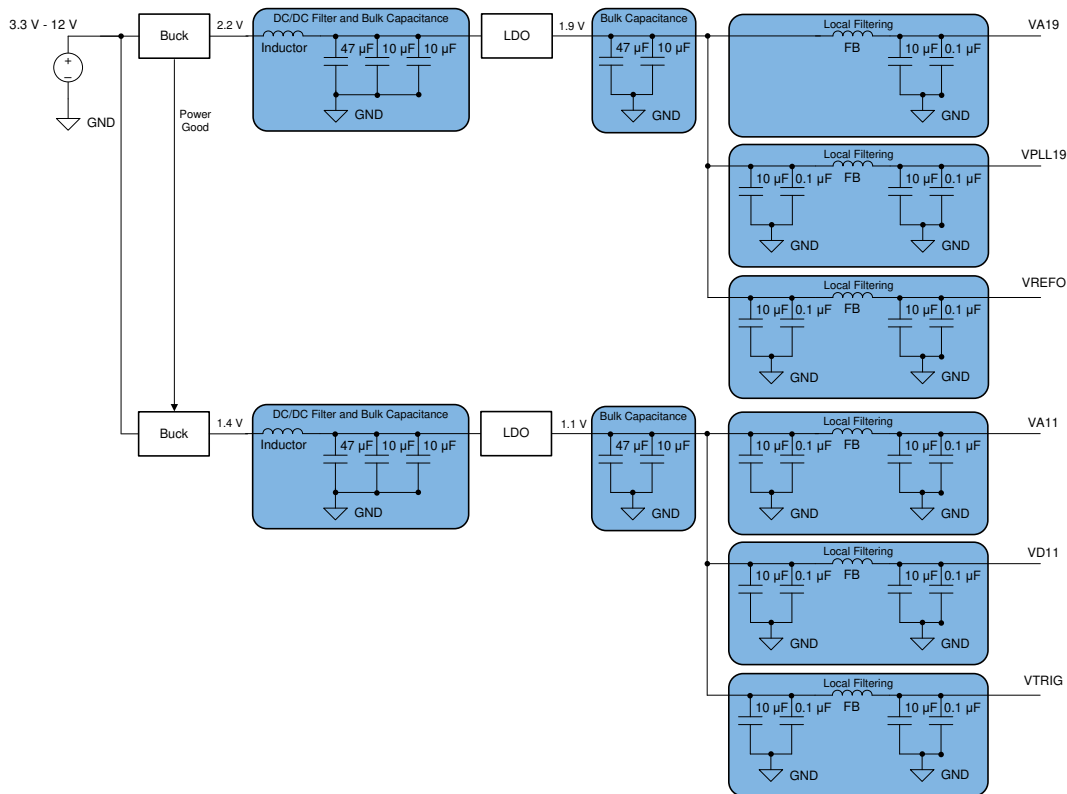 3.3 V - 12 V
+
−
GND
Buck
2.2 V
DC/DC Filter and Bulk Capacitance
Inductor
47 µF
10 µF
10 µF
GND
LDO
1.9 V
Bulk Capacitance
47 µF
10 µF
GND
Local Filtering
FB
10 µF
0.1 µF
GND
VA19
Power
Good
Local Filtering
10 µF
0.1 µF
FB
10 µF
0.1 µF
GND
GND
VPLL19
Local Filtering
10 µF
0.1 µF
FB
10 µF
0.1 µF
GND
GND
VREFO
Buck
1.4 V
DC/DC Filter and Bulk Capacitance
Inductor
47 µF
10 µF
10 µF
GND
LDO
1.1 V
Bulk Capacitance
47 µF
10 µF
GND
Local Filtering
10 µF
0.1 µF
FB
10 µF
0.1 µF
GND
GND
VA11
Local Filtering
10 µF
0.1 µF
FB
10 µF
0.1 µF
GND
GND
VD11
Local Filtering
10 µF
0.1 µF
FB
10 µF
0.1 µF
GND
GND
VTRIG